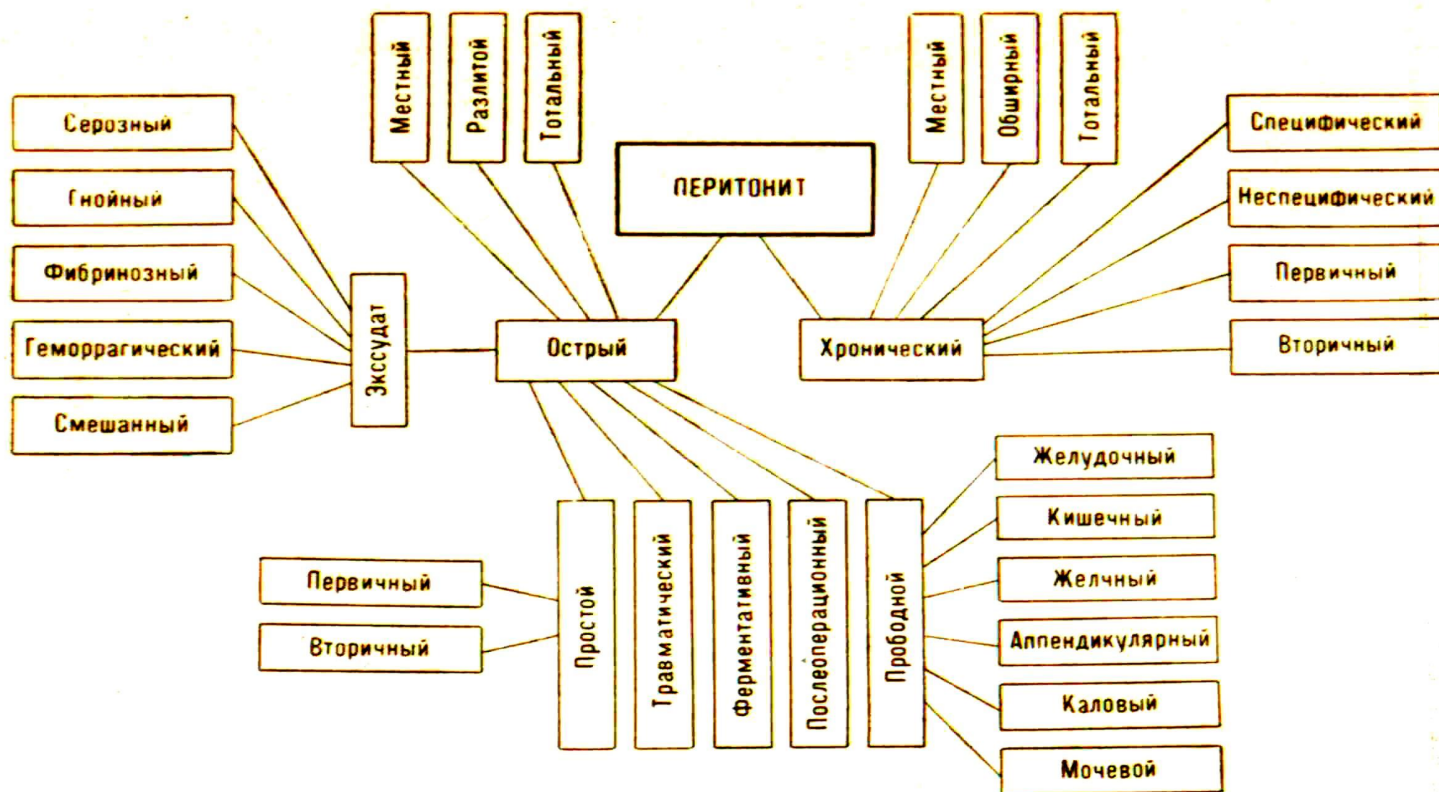 Местный
Разлитой
Тотальный
Местный
Обширный
Тотальный
ПЕРИТОНИТ
Серозный
Гнойный
Фибринозный
Геморрагический
Смешанный
Экссудат
Острый
Хронический
Специфический
Неспецифический
Первичный
Вторичный
Первичный
Вторичный
Простой
Травматический
Ферментативный
Послеоперационный
Прободной
Желудочный
Кишечный
Желчный
Аппендикулярный
Каловый
Мочевой